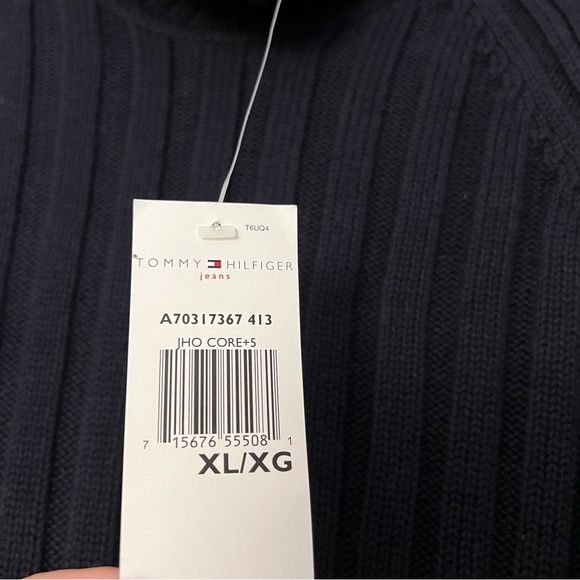 T6UQ4
TOMMY HILFIGER
jeans
A70317367 413
JHO CORE+5
7 15676 55508 1
XL/XG